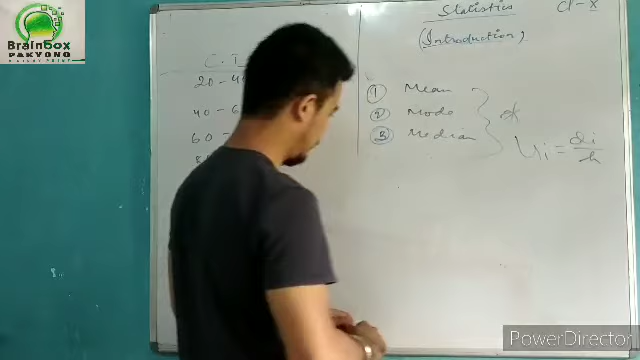 Brainbox
PAKYONG
Statistics
Cl-X
(Introduction)
C.I
20-40
40-6
60-
1 Mean
2 Mode
3 Median
ui = di/h
PowerDirector